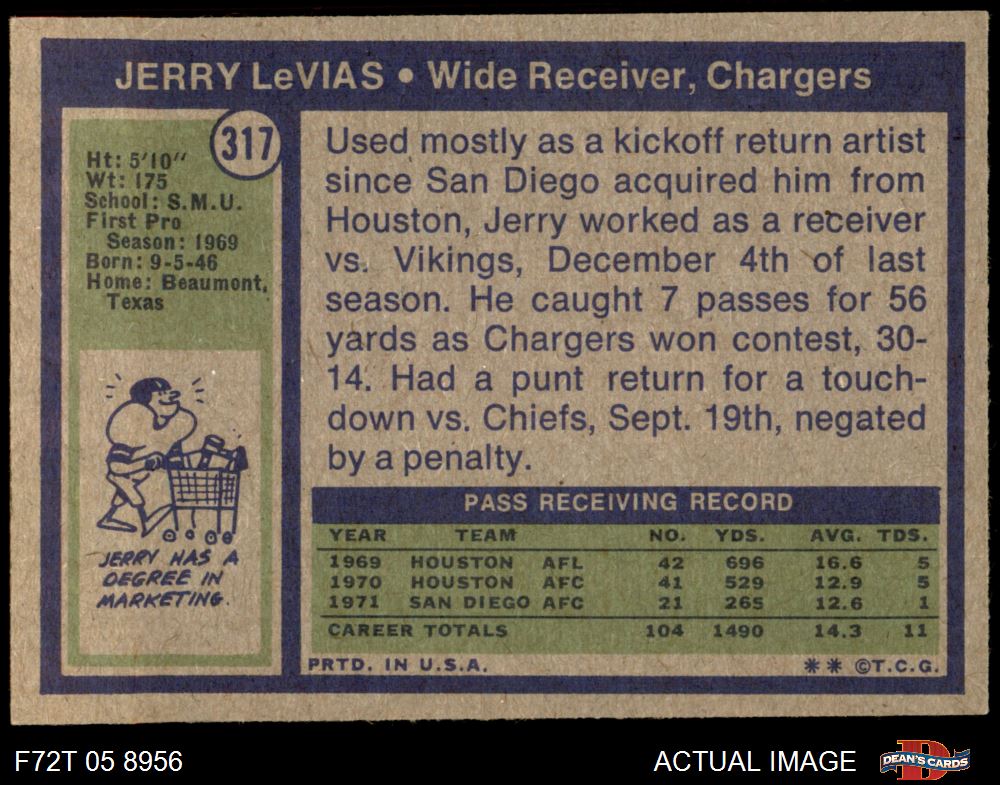 JERRY LeVIAS • Wide Receiver, Chargers
317
Ht: 5'10"
Wt: 175
School: S.M.U.
First Pro
Season: 1969
Born: 9-5-46
Home: Beaumont,
Texas
JERRY HAS A
DEGREE IN
MARKETING.
Used mostly as a kickoff return artist
since San Diego acquired him from
Houston, Jerry worked as a receiver
vs. Vikings, December 4th of last
season. He caught 7 passes for 56
yards as Chargers won contest, 30-
14. Had a punt return for a touch-
down vs. Chiefs, Sept. 19th, negated
by a penalty.
PASS RECEIVING RECORD
YEAR TEAM NO. YDS. AVG. TDS.
1969 HOUSTON AFL 42 696 16.6 5
1970 HOUSTON AFC 41 529 12.9 5
1971 SAN DIEGO AFC 21 265 12.6 1
CAREER TOTALS 104 1490 14.3 11
PRTD. IN U.S.A. ** ©T.C.G.
F72T 05 8956 ACTUAL IMAGE DEAN'S CARDS